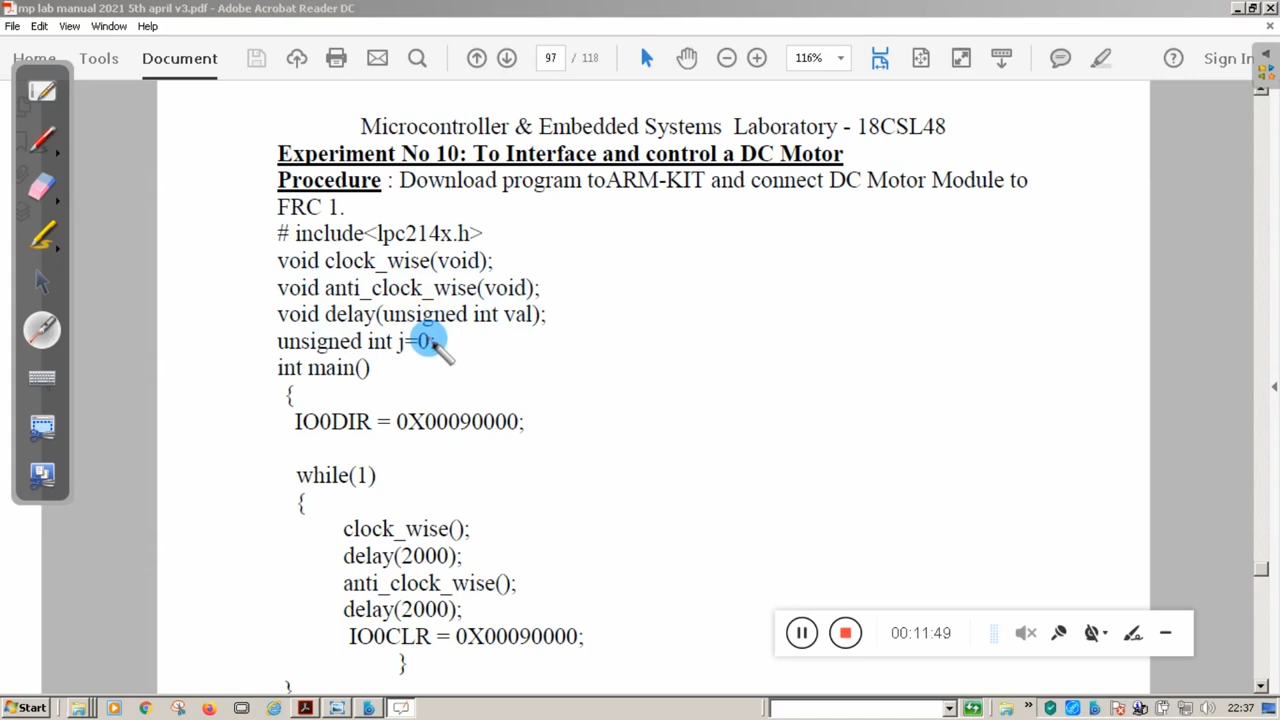 mp lab manual 2021 5th april v3.pdf - Adobe Acrobat Reader DC
File Edit View Window Help
Home Tools Document 97 / 118 116% Sign In
Microcontroller & Embedded Systems Laboratory - 18CSL48
Experiment No 10: To Interface and control a DC Motor
Procedure : Download program toARM-KIT and connect DC Motor Module to
FRC 1.
# include<lpc214x.h>
void clock_wise(void);
void anti_clock_wise(void);
void delay(unsigned int val);
unsigned int j=0;
int main()
{
IO0DIR = 0X00090000;
while(1)
{
clock_wise();
delay(2000);
anti_clock_wise();
delay(2000);
IO0CLR = 0X00090000;
}
}
00:11:49
Start 22:37